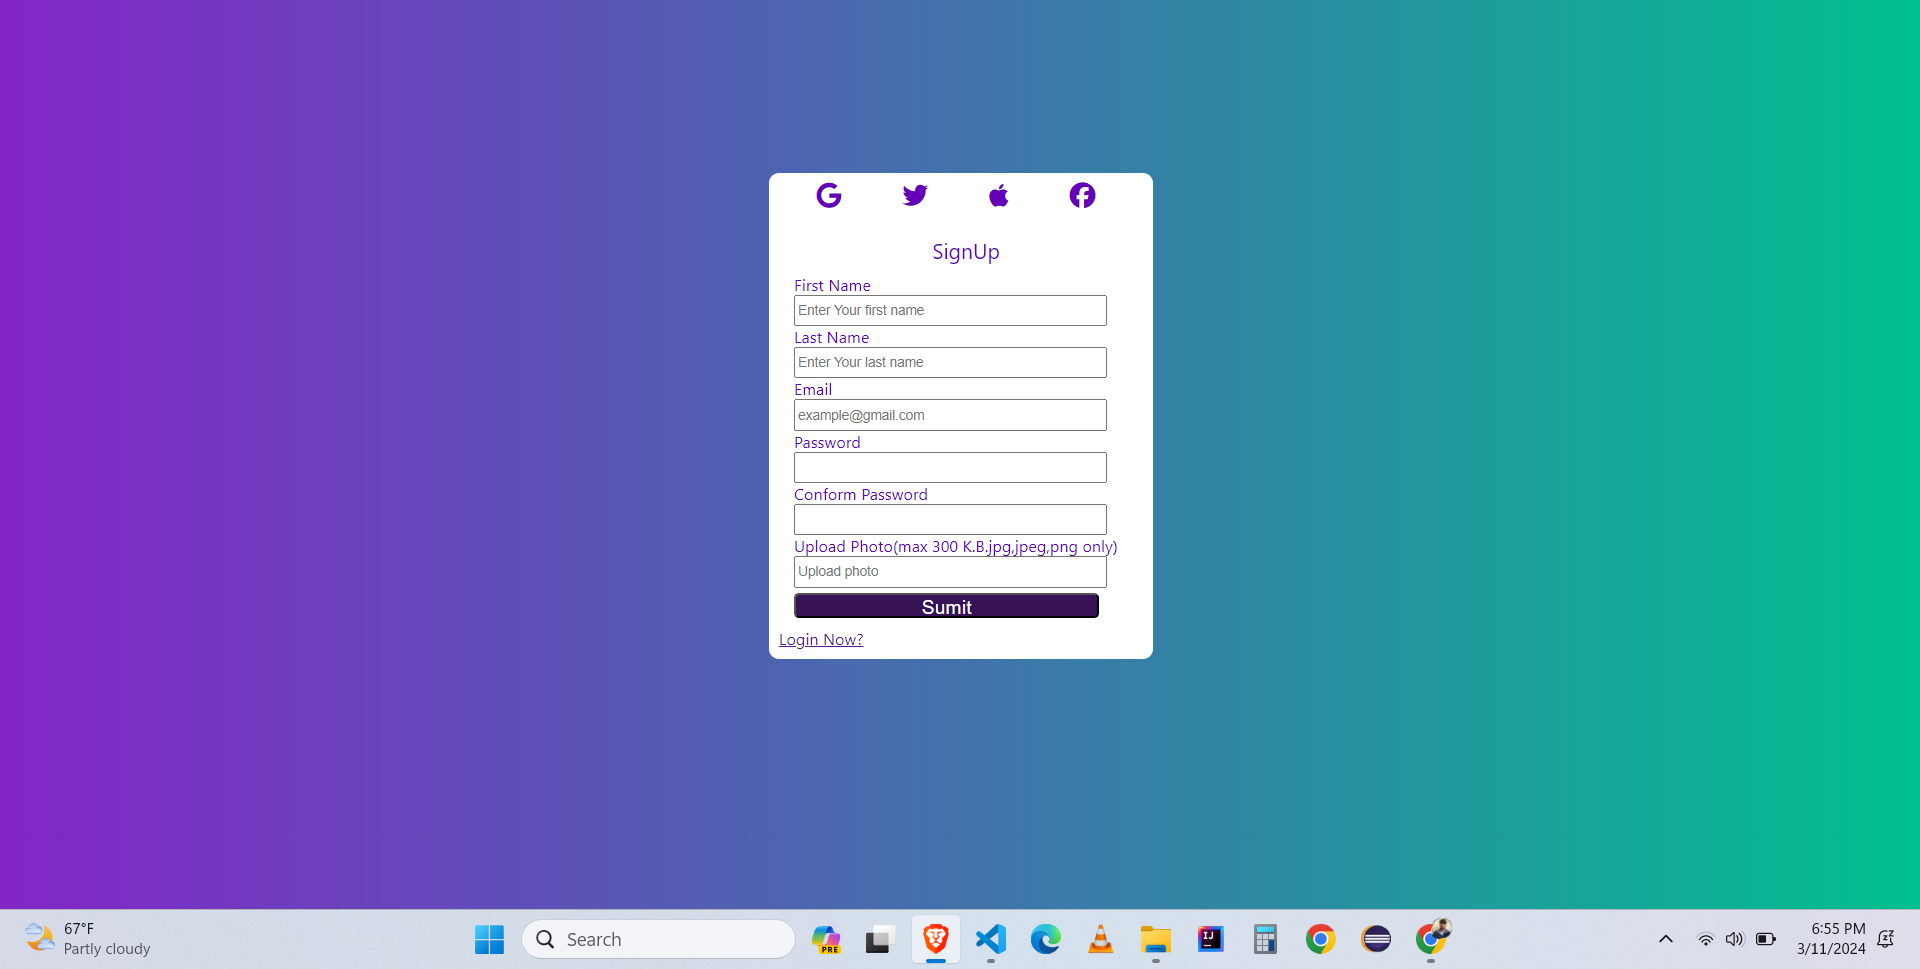 SignUp
First Name
Enter Your first name
Last Name
Enter Your last name
Email
example@gmail.com
Password
Conform Password
Upload Photo(max 300 K.B.jpg,jpeg,png only)
Upload photo
Sumit
Login Now?
67°F
Partly cloudy
Search
PRE
IJ
6:55 PM
3/11/2024